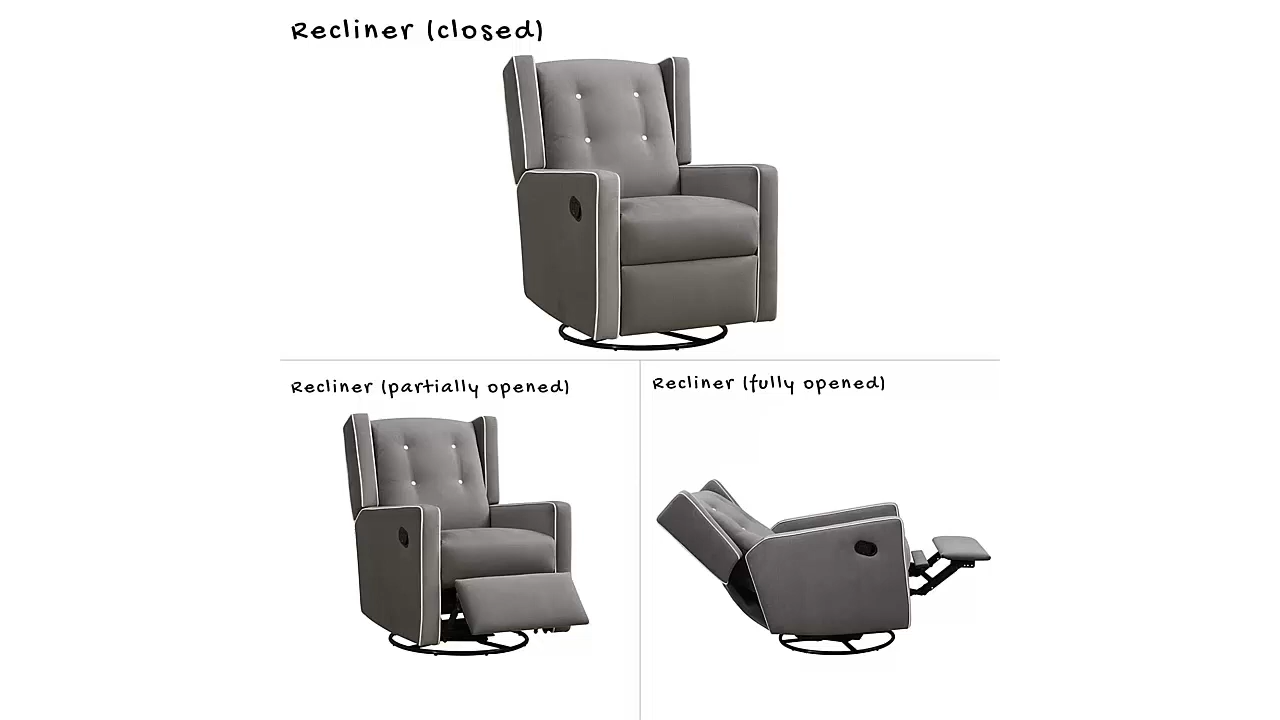 Recliner (closed)
Recliner (partially opened)
Recliner (fully opened)